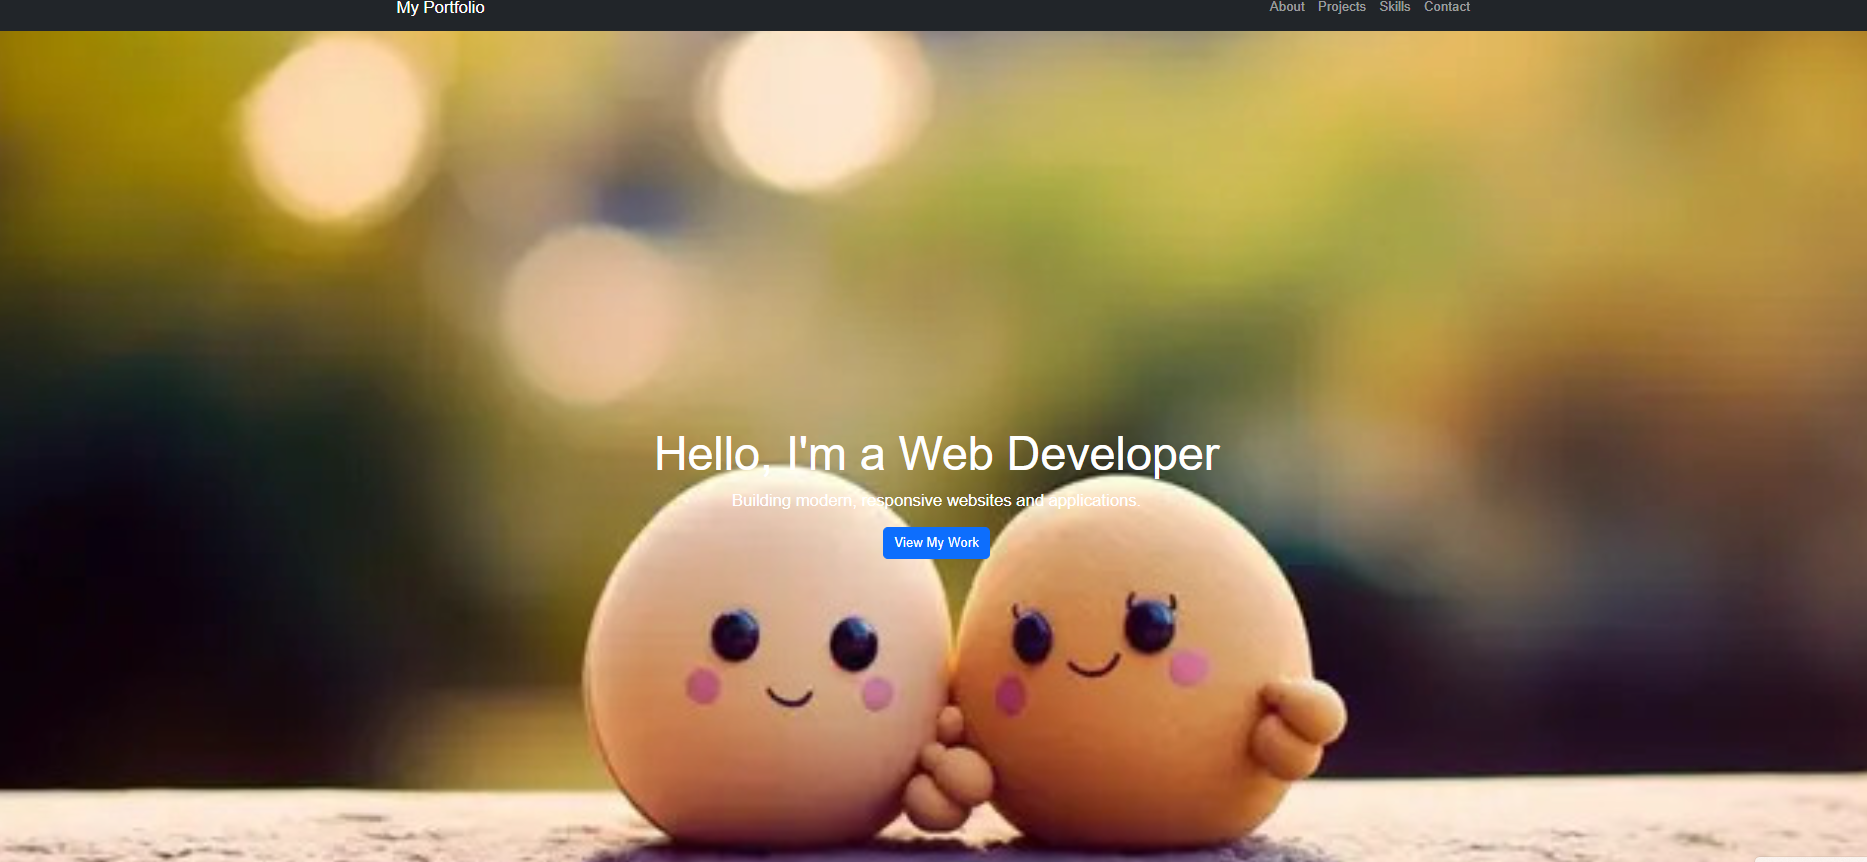 My Portfolio
About Projects Skills Contact
Hello, I'm a Web Developer
Building modern, responsive websites and applications.
View My Work